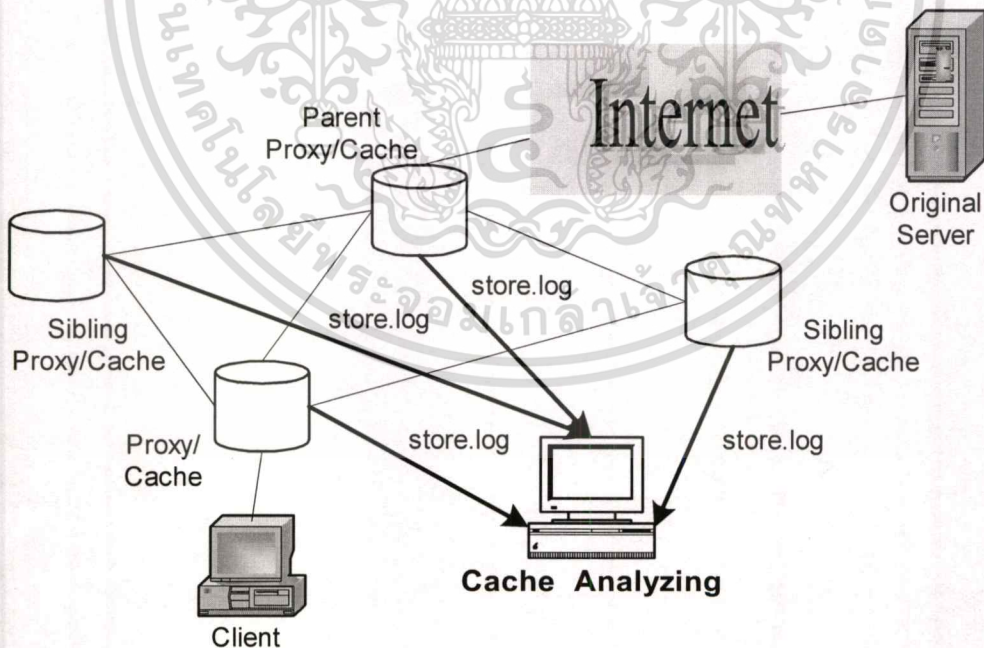 Internet
Parent
Proxy/Cache
Original
Server
store.log
store.log
Sibling
Proxy/Cache
Sibling
Proxy/Cache
Proxy/
Cache
store.log
store.log
Cache Analyzing
Client